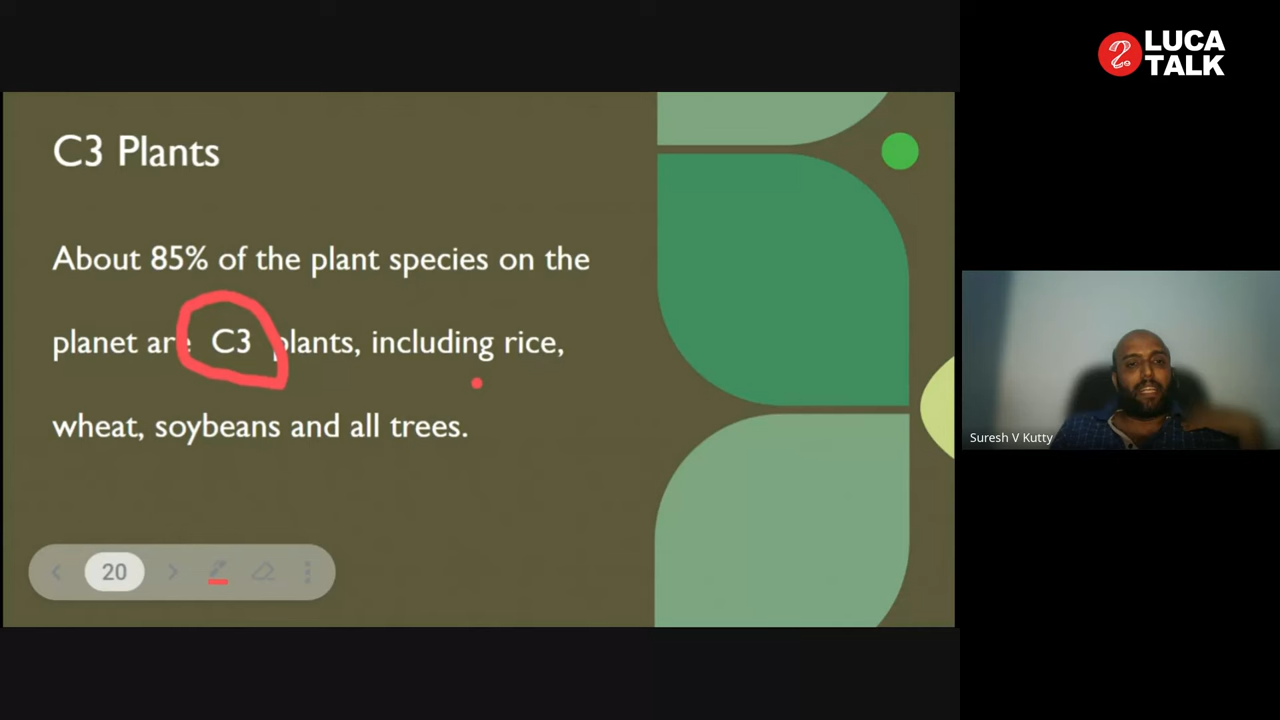 LUCA
TALK
C3 Plants
About 85% of the plant species on the
planet are C3 plants, including rice,
wheat, soybeans and all trees.
Suresh V Kutty
20